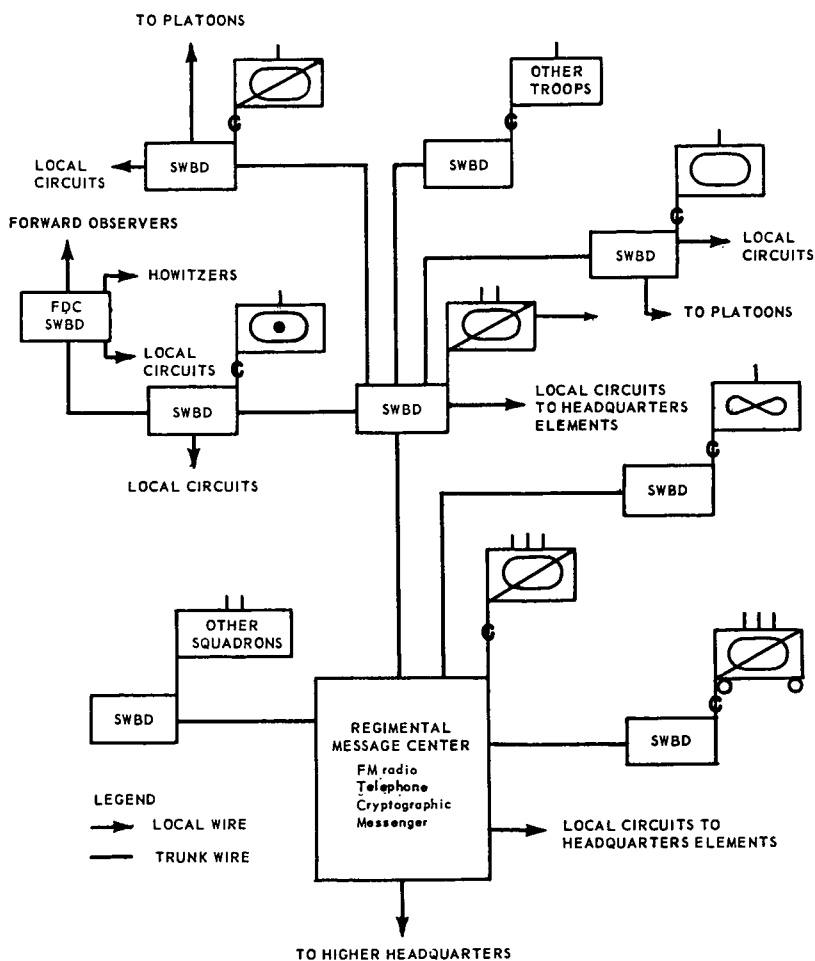 TO PLATOONS
OTHER
TROOPS
SWBD
SWBD
LOCAL
CIRCUITS
FORWARD OBSERVERS
SWBD
LOCAL
CIRCUITS
HOWITZERS
FDC
SWBD
TO PLATOONS
LOCAL
CIRCUITS
SWBD
SWBD
LOCAL CIRCUITS
TO HEADQUARTERS
ELEMENTS
LOCAL CIRCUITS
SWBD
OTHER
SQUADRONS
SWBD
REGIMENTAL
MESSAGE CENTER
FM radio
Telephone
Cryptographic
Messenger
SWBD
LEGEND
LOCAL WIRE
TRUNK WIRE
LOCAL CIRCUITS TO
HEADQUARTERS ELEMENTS
TO HIGHER HEADQUARTERS